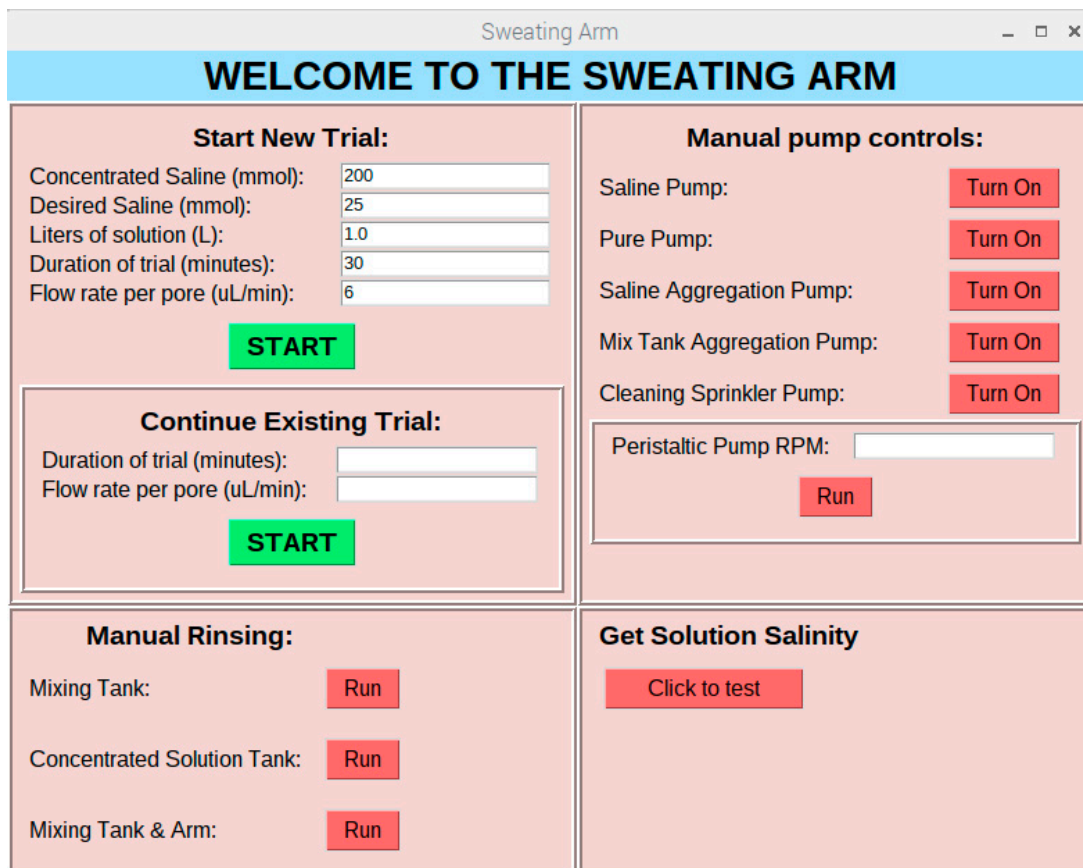 Sweating Arm
WELCOME TO THE SWEATING ARM
Start New Trial:
Concentrated Saline (mmol): 200
Desired Saline (mmol): 25
Liters of solution (L): 1.0
Duration of trial (minutes): 30
Flow rate per pore (uL/min): 6
START
Continue Existing Trial:
Duration of trial (minutes):
Flow rate per pore (uL/min):
START
Manual pump controls:
Saline Pump: Turn On
Pure Pump: Turn On
Saline Aggregation Pump: Turn On
Mix Tank Aggregation Pump: Turn On
Cleaning Sprinkler Pump: Turn On
Peristaltic Pump RPM:
Run
Manual Rinsing:
Mixing Tank: Run
Concentrated Solution Tank: Run
Mixing Tank & Arm: Run
Get Solution Salinity
Click to test